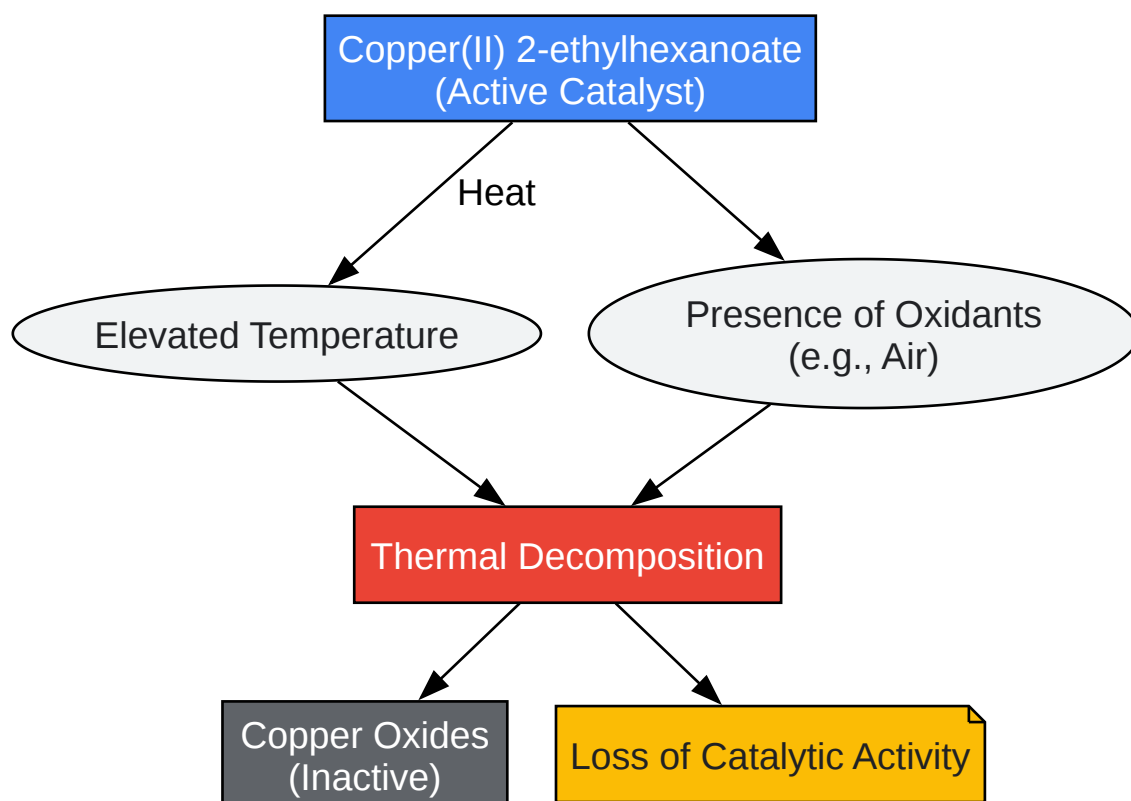 Copper(II) 2-ethylhexanoate
(Active Catalyst)
Heat
Elevated Temperature
Presence of Oxidants
(e.g., Air)
Thermal Decomposition
Copper Oxides
(Inactive)
Loss of Catalytic Activity